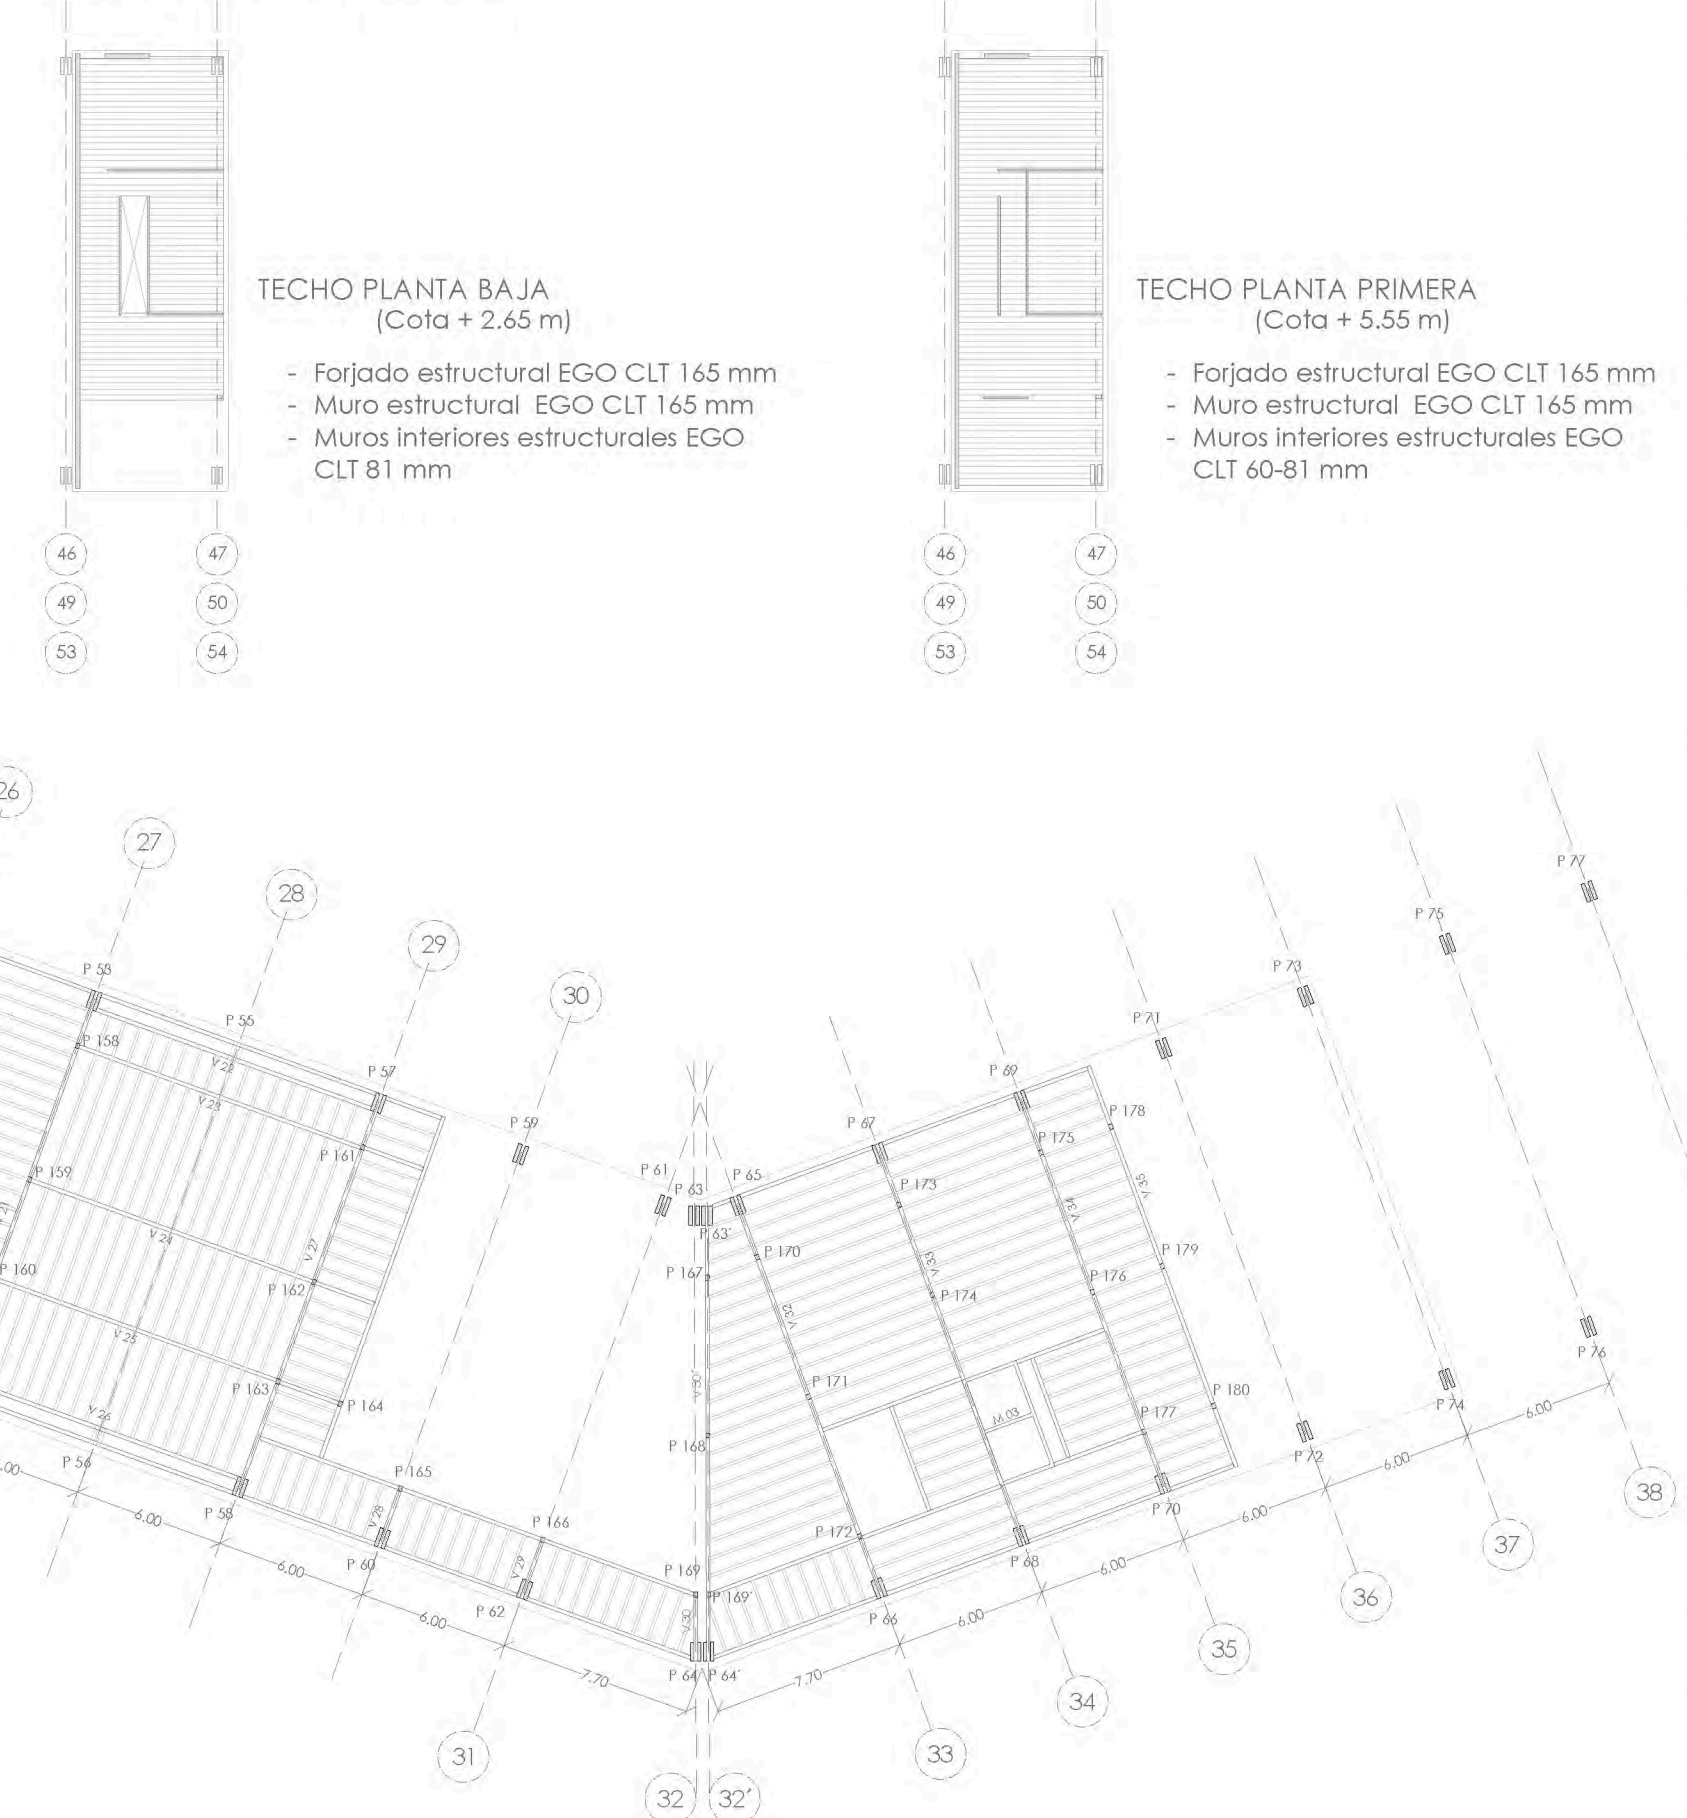 TECHO PLANTA BAJA
(Cota + 2.65 m)
- Forjado estructural EGO CLT 165 mm
- Muro estructural EGO CLT 165 mm
- Muros interiores estructurales EGO
CLT 81 mm
46
47
49
50
53
54
TECHO PLANTA PRIMERA
(Cota + 5.55 m)
- Forjado estructural EGO CLT 165 mm
- Muro estructural EGO CLT 165 mm
- Muros interiores estructurales EGO
CLT 60-81 mm
46
47
49
50
53
54
26
27
28
29
30
P 53
P 55
P 57
P 59
P 61
P 63
P 63´
P 65
P 67
P 69
P 71
P 73
P 75
P 77
P 158
P 159
P 160
P 161
P 162
P 163
P 164
P 165
P 166
P 167
P 168
P 169
P 169´
P 170
P 171
P 172
P 173
P 174
P 175
P 176
P 177
P 178
P 179
P 180
V 21
V 22
V 23
V 24
V 25
V 26
V 27
V 28
V 29
V 30
V 30´
V 32
V 33
V 34
V 35
M 03
P 56
P 58
P 60
P 62
P 64
P 64´
P 66
P 68
P 70
P 72
P 74
P 76
.00
6.00
6.00
6.00
7.70
7.70
6.00
6.00
6.00
6.00
6.00
31
32
32´
33
34
35
36
37
38